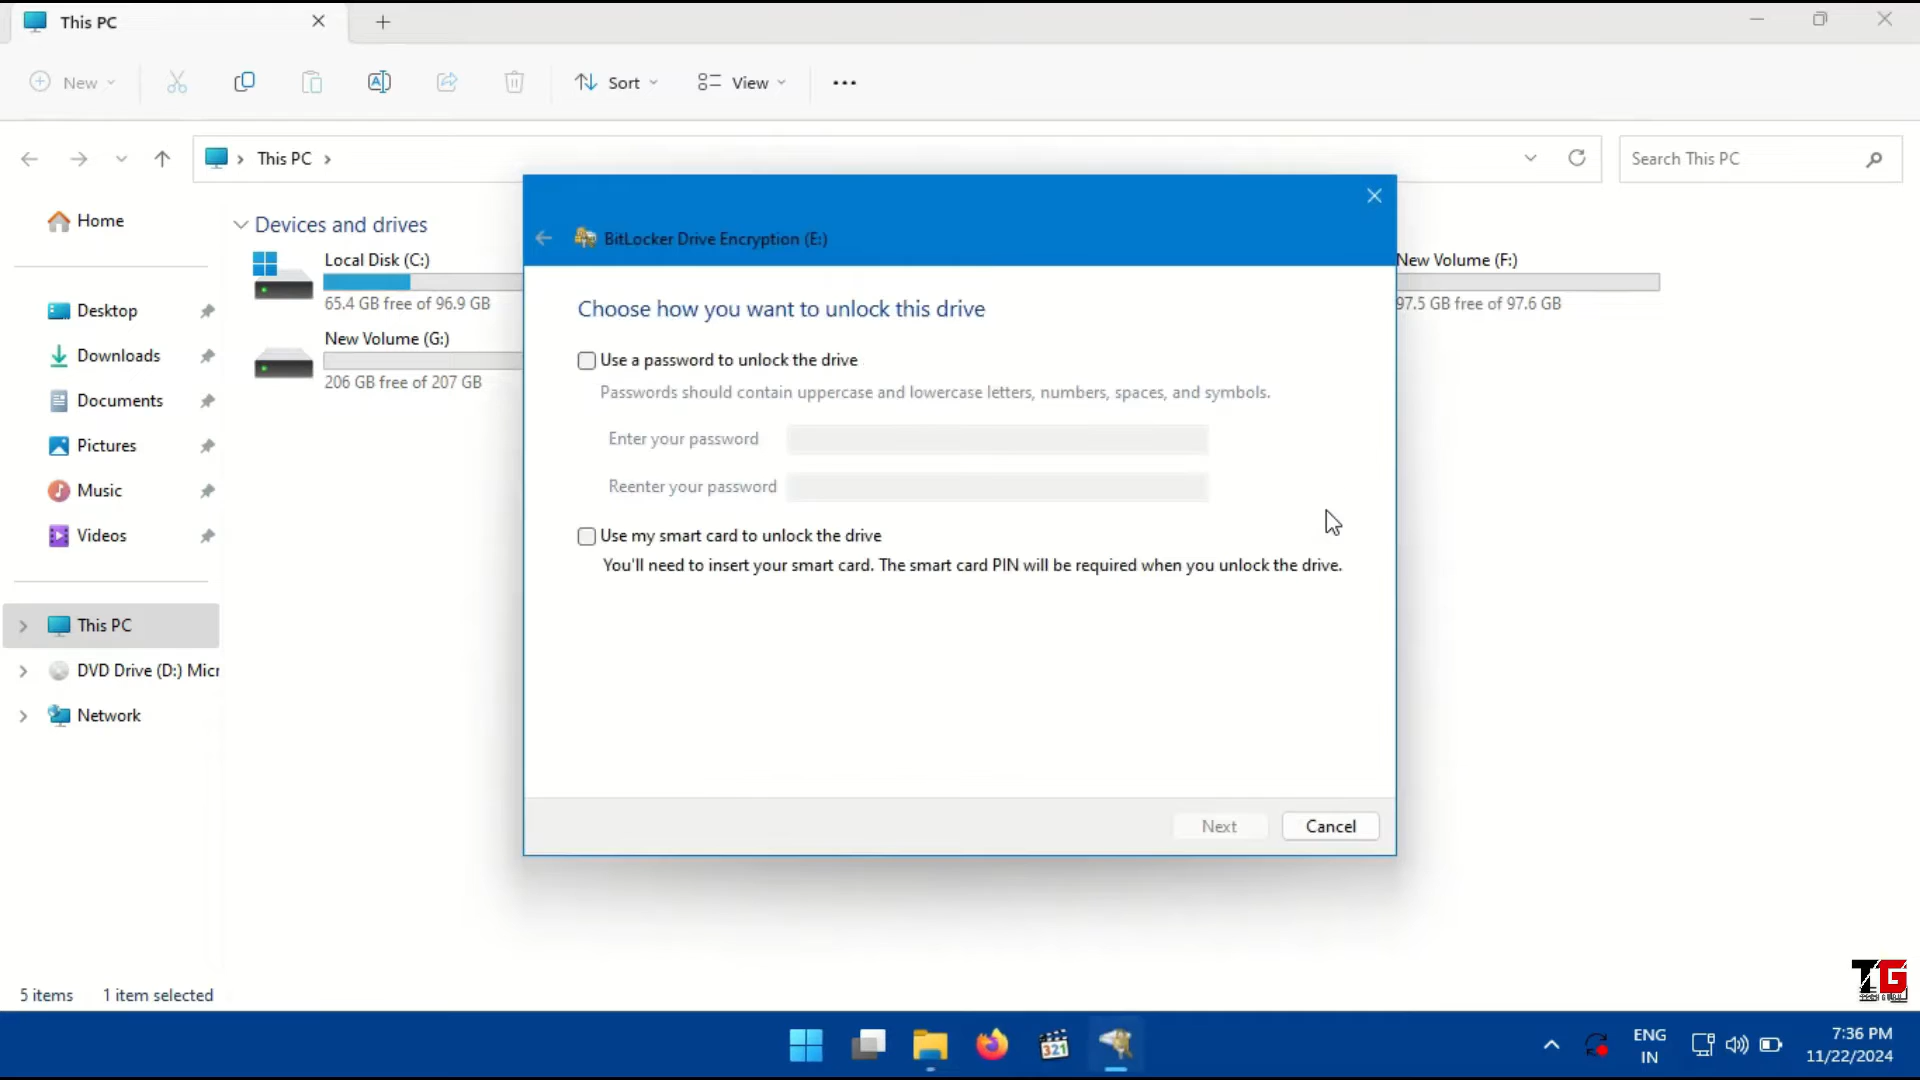 This PC
New
Sort
View
This PC
Search This PC
Home
Desktop
Downloads
Documents
Pictures
Music
Videos
This PC
DVD Drive (D:) Micr
Network
Devices and drives
Local Disk (C:)
65.4 GB free of 96.9 GB
New Volume (G:)
206 GB free of 207 GB
New Volume (F:)
97.5 GB free of 97.6 GB
BitLocker Drive Encryption (E:)
Choose how you want to unlock this drive
Use a password to unlock the drive
Passwords should contain uppercase and lowercase letters, numbers, spaces, and symbols.
Enter your password
Reenter your password
Use my smart card to unlock the drive
You'll need to insert your smart card. The smart card PIN will be required when you unlock the drive.
Next
Cancel
5 items
1 item selected
TG
TECH GURU
321
ENG
IN
7:36 PM
11/22/2024